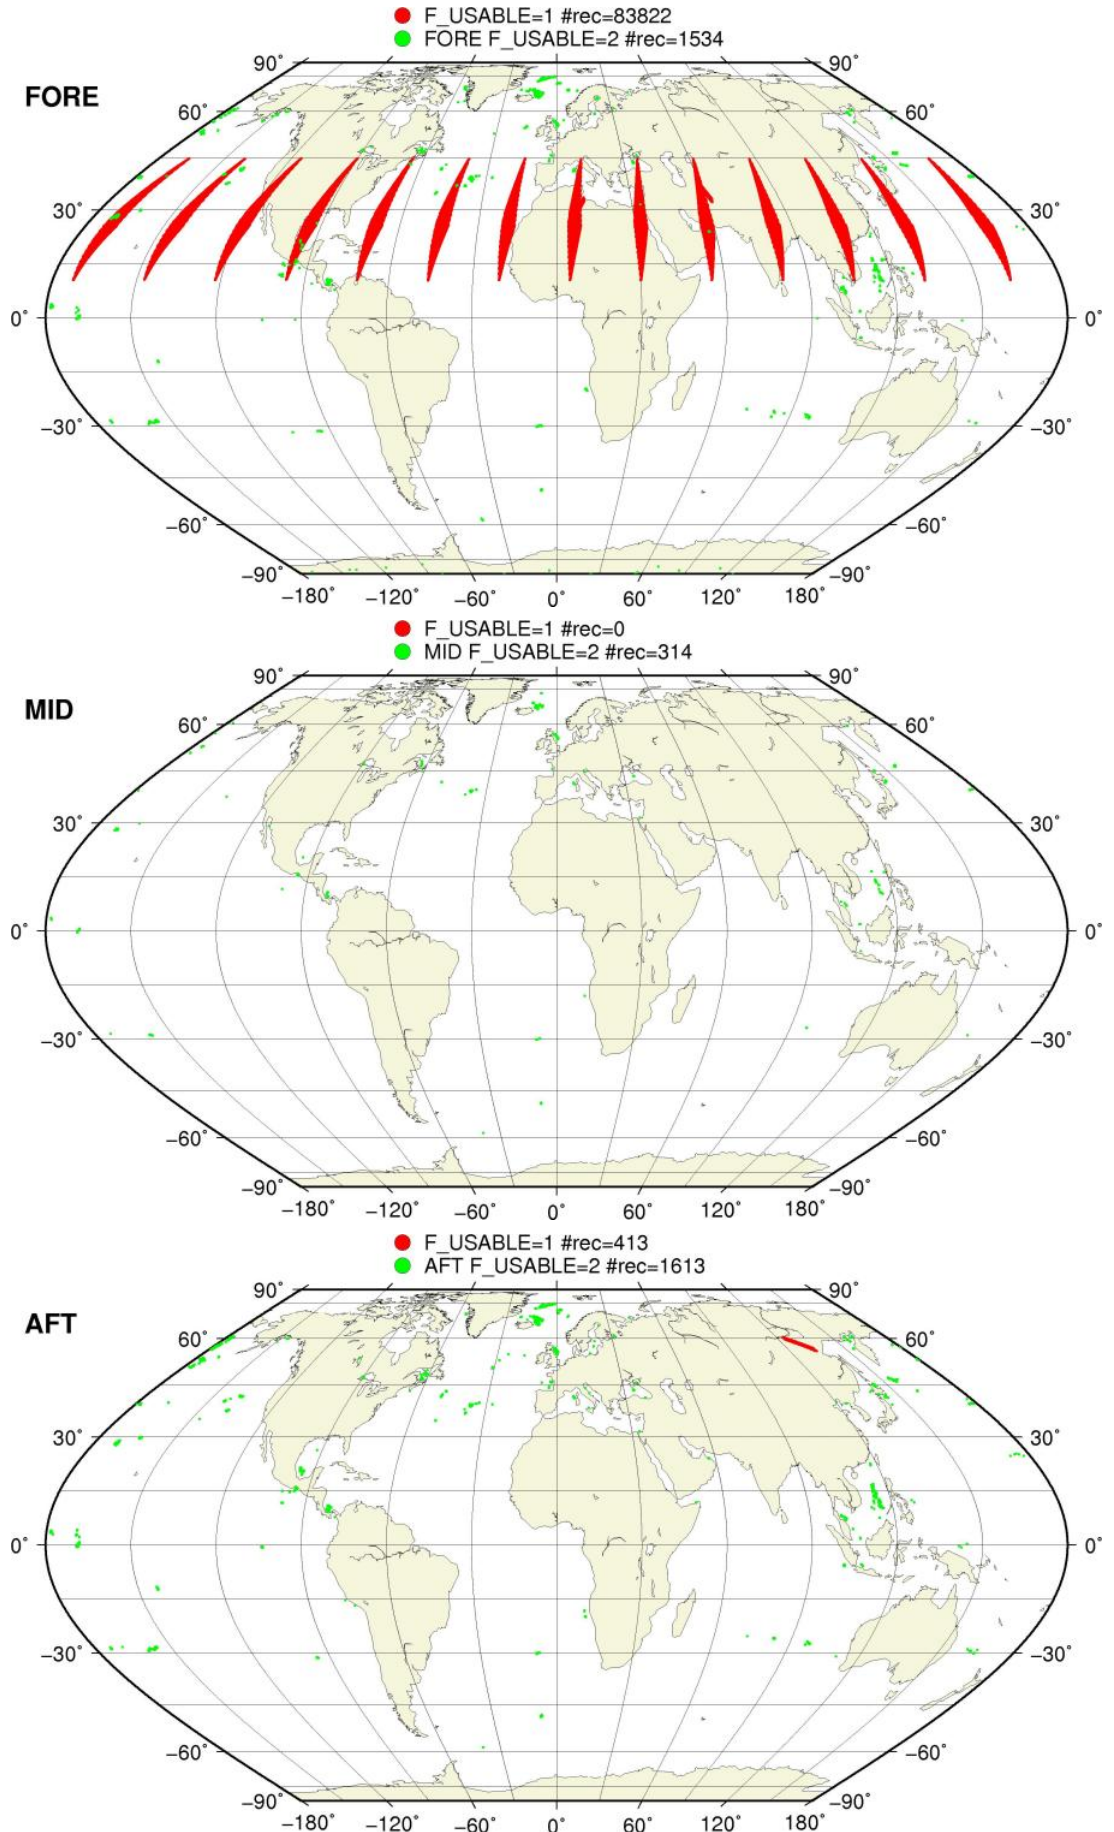 F_USABLE=1 #rec=83822
FORE F_USABLE=2 #rec=1534
FORE
90° 90°
60° 60°
30° 30°
0° 0°
−30° −30°
−60° −60°
−90° −90°
−180° −120° −60° 0° 60° 120° 180°
F_USABLE=1 #rec=0
MID F_USABLE=2 #rec=314
MID
90° 90°
60° 60°
30° 30°
0° 0°
−30° −30°
−60° −60°
−90° −90°
−180° −120° −60° 0° 60° 120° 180°
F_USABLE=1 #rec=413
AFT F_USABLE=2 #rec=1613
AFT
90° 90°
60° 60°
30° 30°
0° 0°
−30° −30°
−60° −60°
−90° −90°
−180° −120° −60° 0° 60° 120° 180°